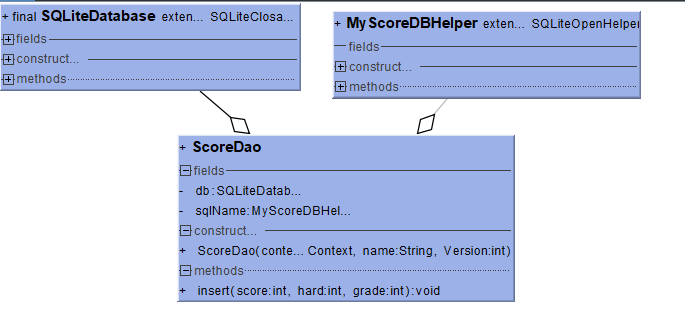 + final SQLiteDatabase exten... SQLiteClosa...
fields
construct...
methods
+ MyScoreDBHelper exten... SQLiteOpenHelper
fields
construct...
methods
+ ScoreDao
fields
- db:SQLiteDatab...
- sqlName:MyScoreDBHel...
construct...
+ ScoreDao(conte... Context, name:String, Version:int)
methods
+ insert(score:int, hard:int, grade:int):void